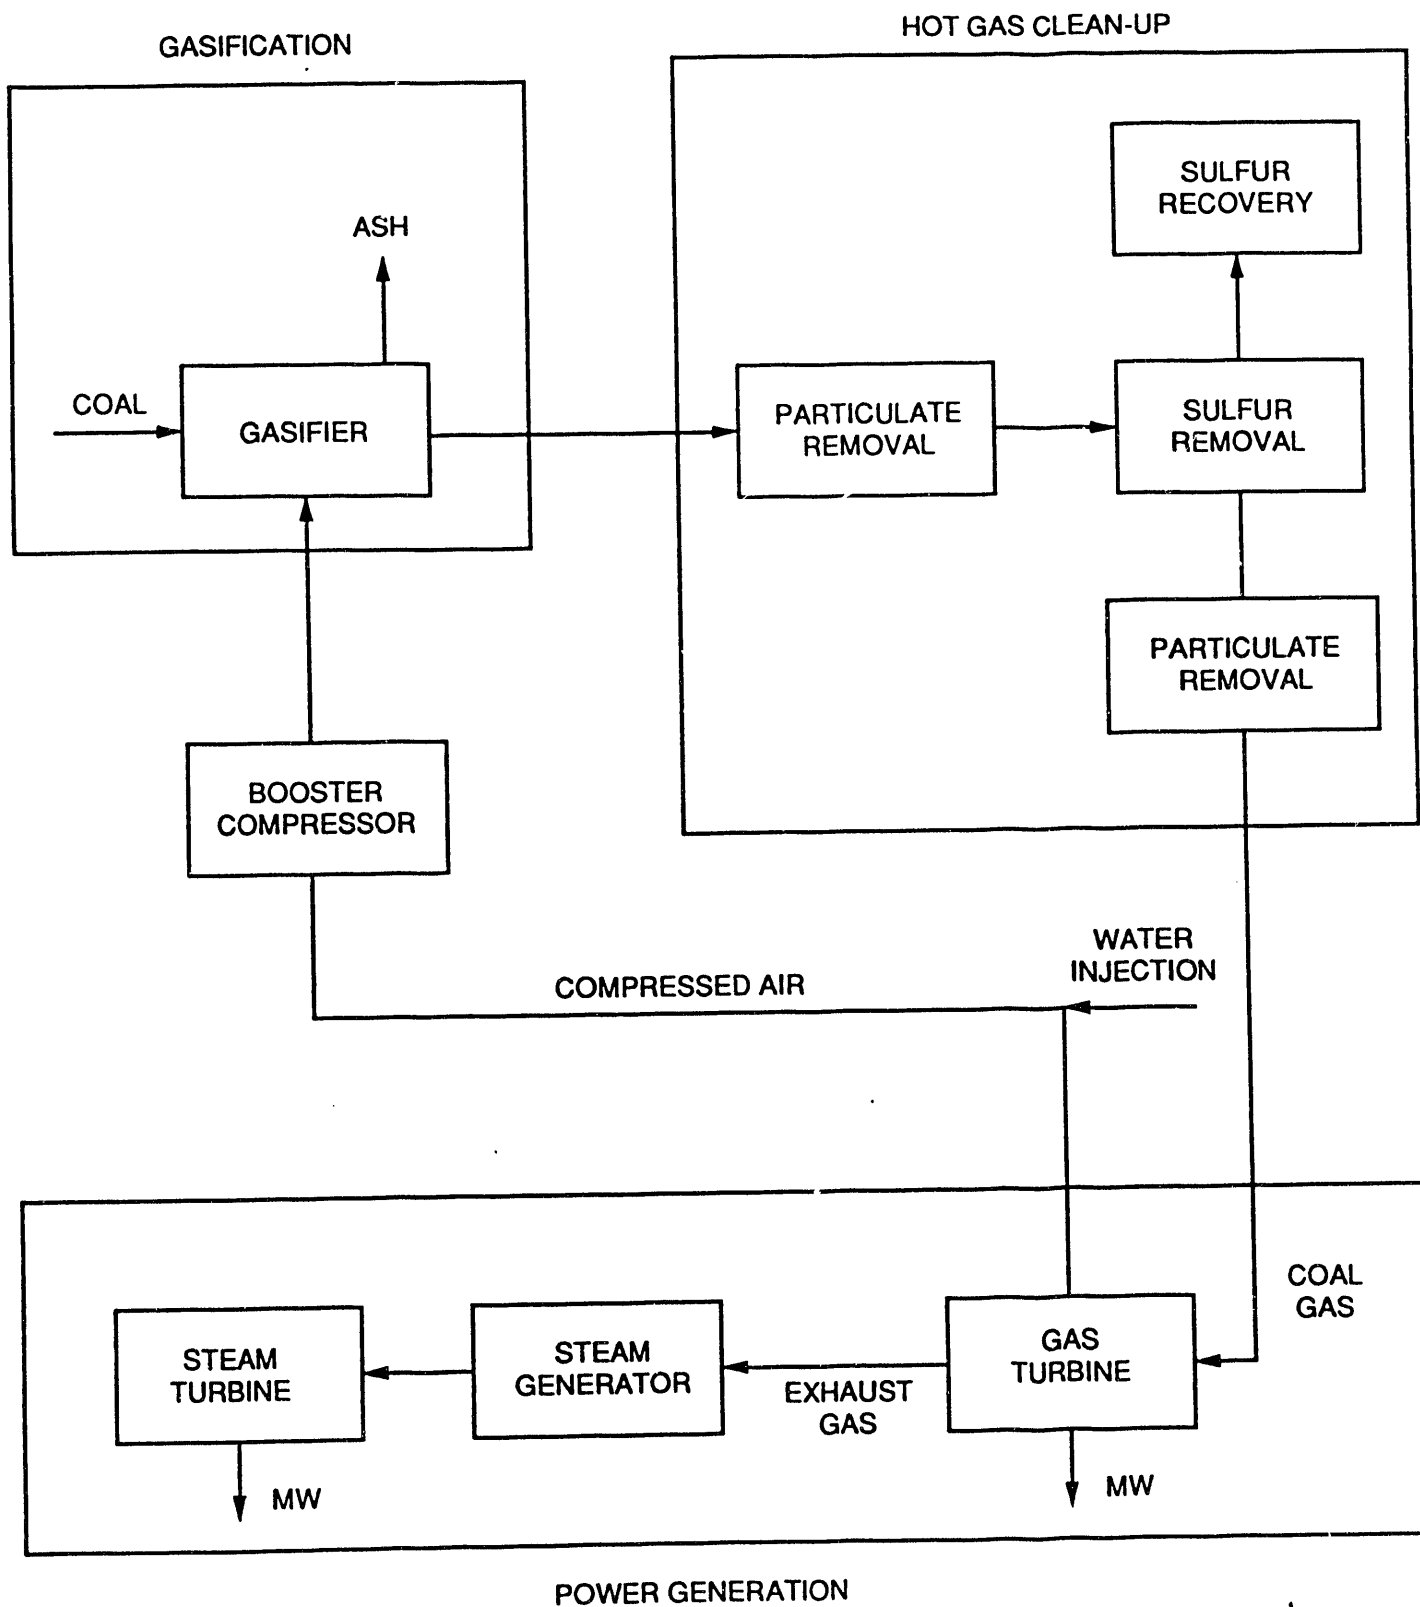 GASIFICATION
HOT GAS CLEAN-UP
SULFUR
RECOVERY
ASH
COAL
GASIFIER
PARTICULATE
REMOVAL
SULFUR
REMOVAL
PARTICULATE
REMOVAL
BOOSTER
COMPRESSOR
WATER
INJECTION
COMPRESSED AIR
COAL
GAS
STEAM
TURBINE
STEAM
GENERATOR
EXHAUST
GAS
GAS
TURBINE
MW
MW
POWER GENERATION